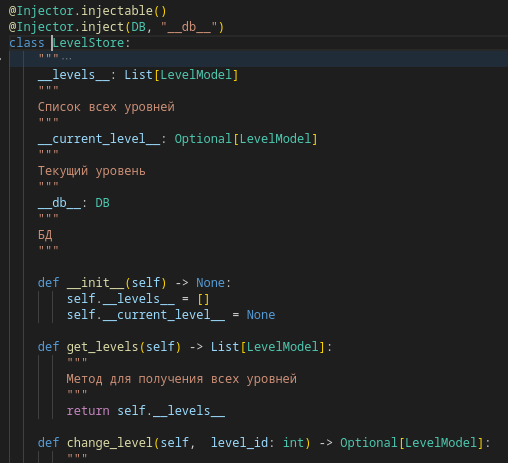 @Injector.injectable()
@Injector.inject(DB, "__db__")
class LevelStore:
    """ ...
    __levels__: List[LevelModel]
    """
    Список всех уровней
    """
    __current_level__: Optional[LevelModel]
    """
    Текущий уровень
    """
    __db__: DB
    """
    БД
    """

    def __init__(self) -> None:
        self.__levels__ = []
        self.__current_level__ = None

    def get_levels(self) -> List[LevelModel]:
        """
        Метод для получения всех уровней
        """
        return self.__levels__

    def change_level(self,  level_id: int) -> Optional[LevelModel]:
        """